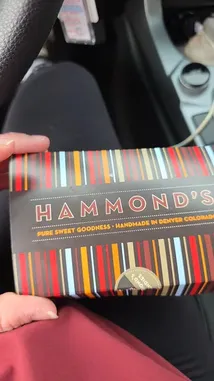 HAMMOND'S
PURE SWEET GOODNESS • HANDMADE IN DENVER COLORADO